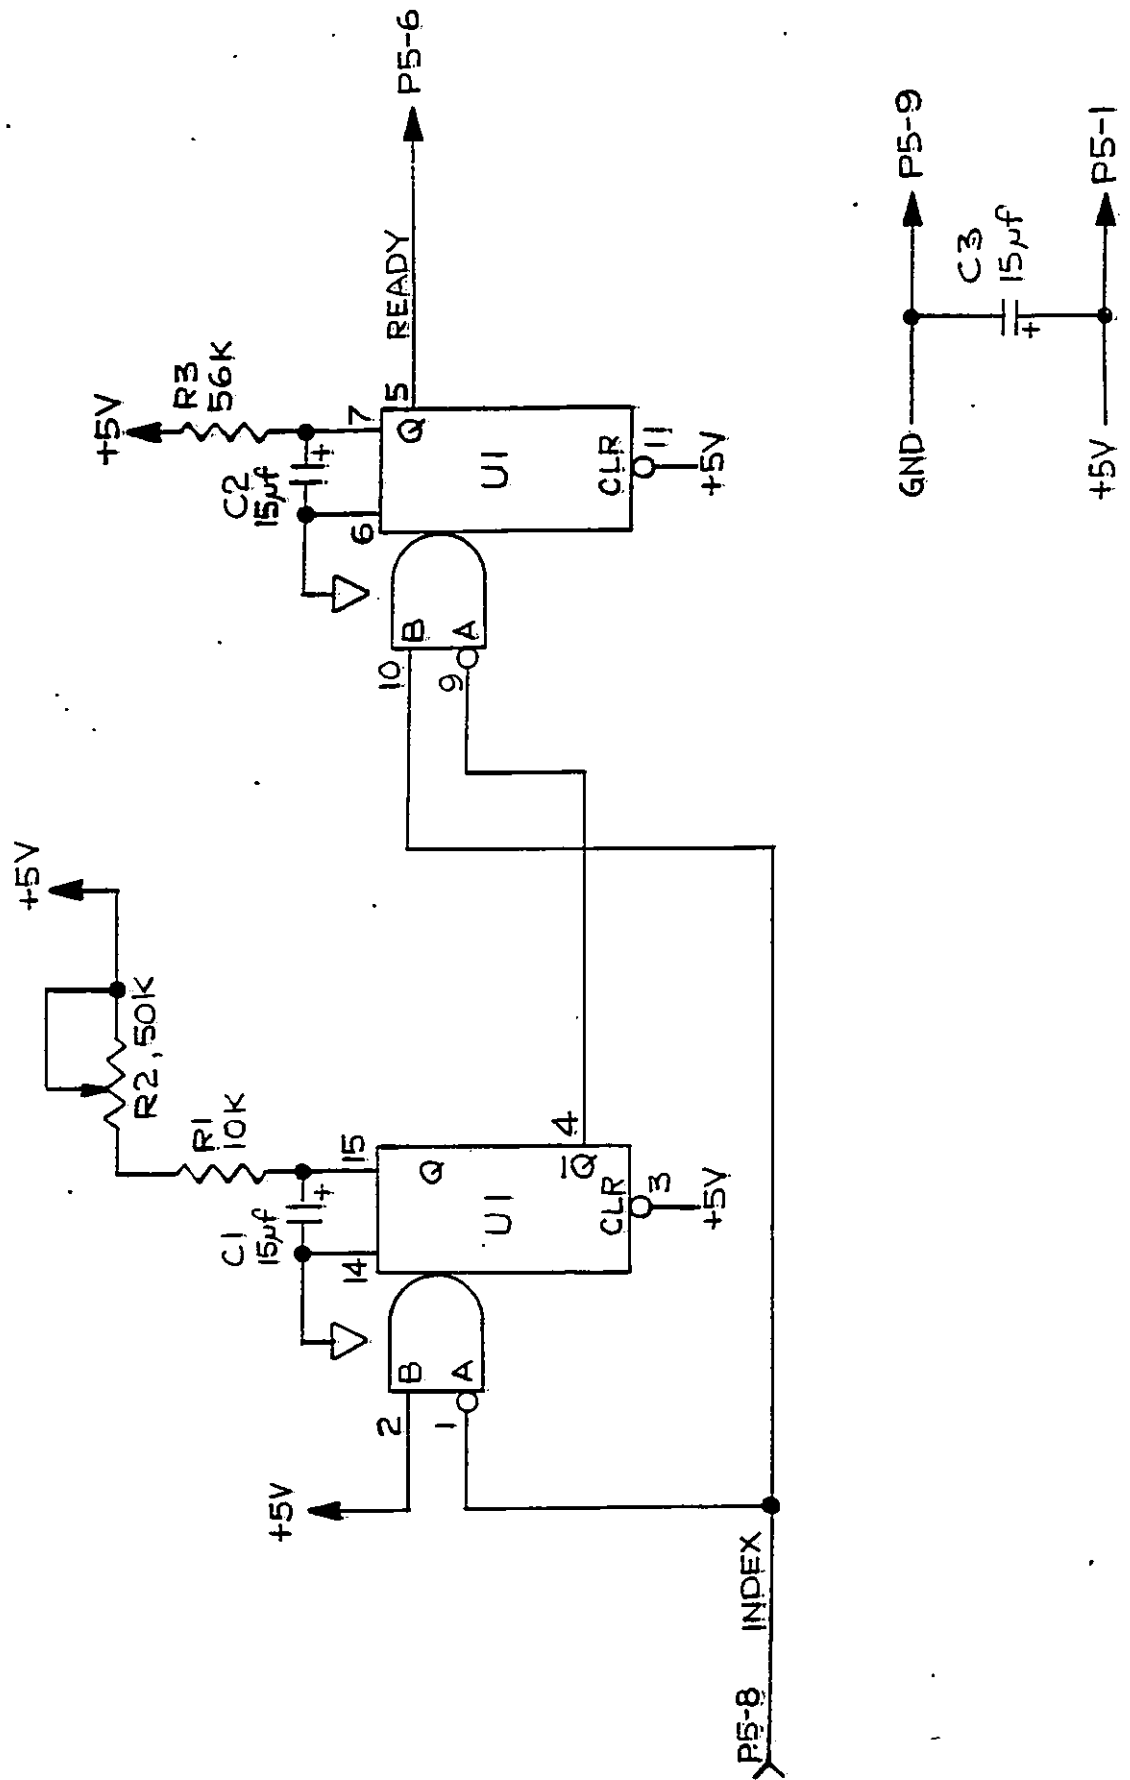 +5V
R2, 50K
R1
10K
C1
15µf
14
15
+5V
2
1
B
A
Q
U1
Q̅
4
CLR
3
+5V
+5V
R3
56K
C2
15µf
6
7
10
9
B
A
Q
5
READY
P5-6
U1
CLR
11
+5V
P5-8
INDEX
GND
P5-9
C3
15µf
+
+5V
P5-1
+
+